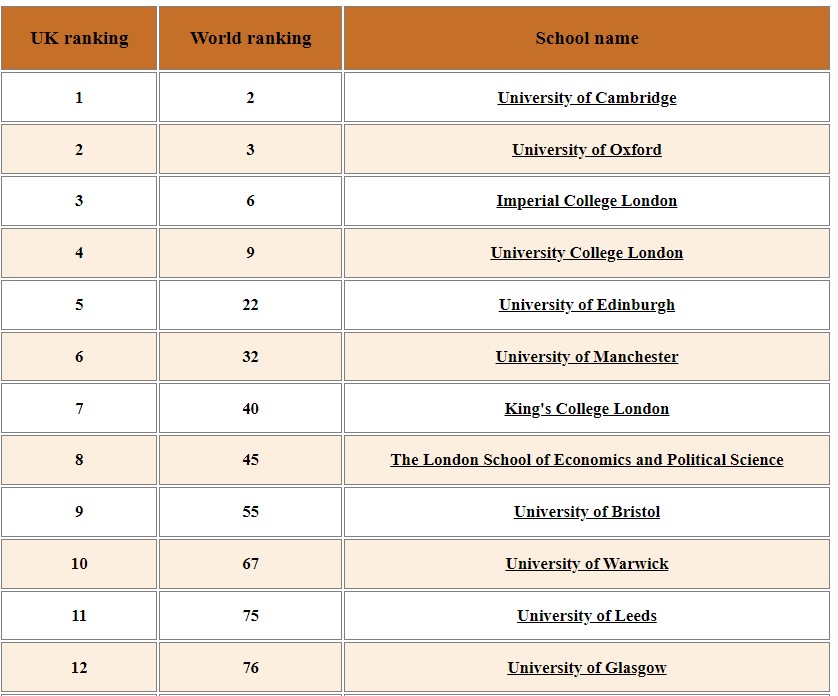 UK ranking World ranking School name
1 2 University of Cambridge
2 3 University of Oxford
3 6 Imperial College London
4 9 University College London
5 22 University of Edinburgh
6 32 University of Manchester
7 40 King's College London
8 45 The London School of Economics and Political Science
9 55 University of Bristol
10 67 University of Warwick
11 75 University of Leeds
12 76 University of Glasgow